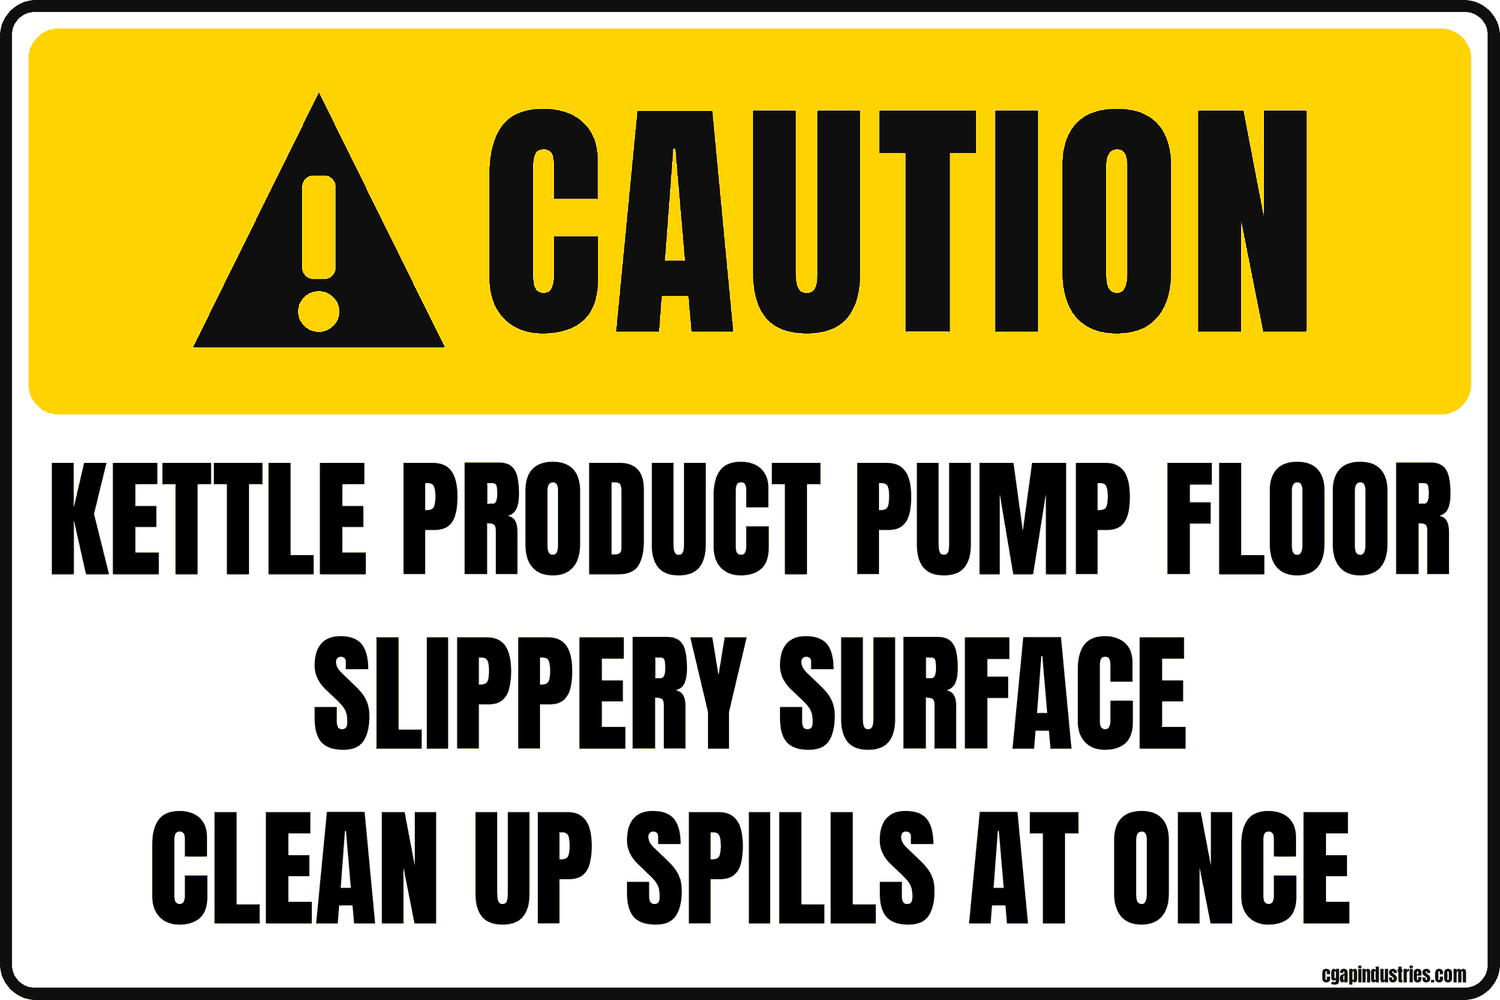 CAUTION
KETTLE PRODUCT PUMP FLOOR
SLIPPERY SURFACE
CLEAN UP SPILLS AT ONCE
cgapindustries.com